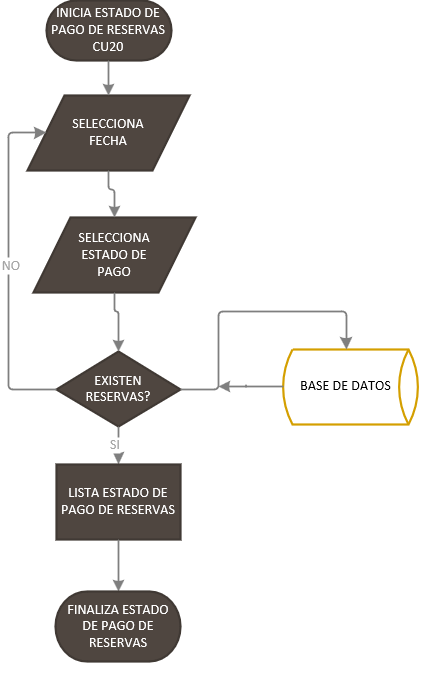 INICIA ESTADO DE
PAGO DE RESERVAS
CU20
SELECCIONA
FECHA
SELECCIONA
ESTADO DE
PAGO
NO
EXISTEN
RESERVAS?
BASE DE DATOS
SI
LISTA ESTADO DE
PAGO DE RESERVAS
FINALIZA ESTADO
DE PAGO DE
RESERVAS